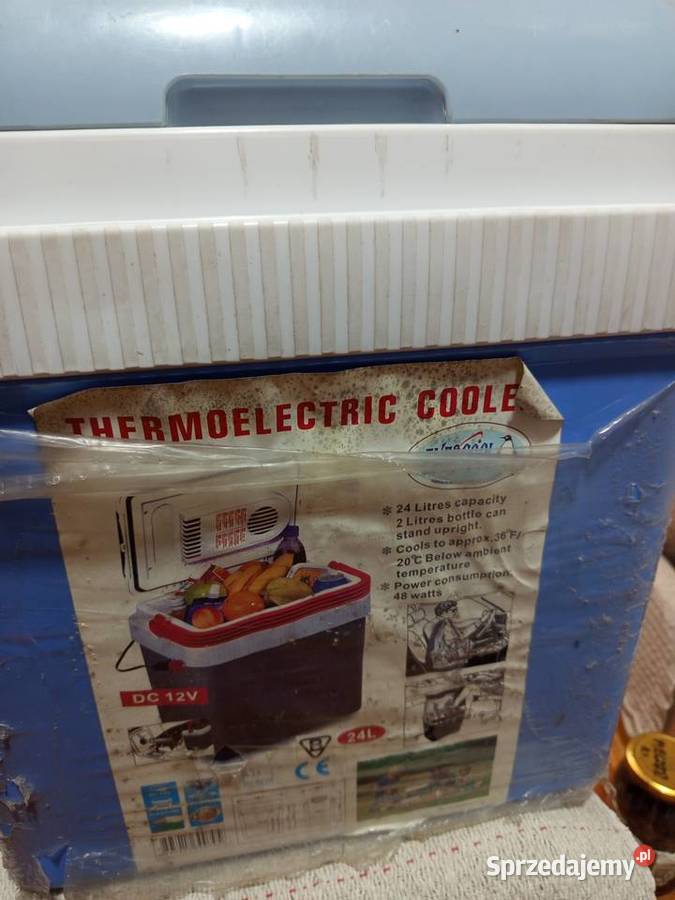 THERMOELECTRIC COOLE
* 24 Litres capacity
2 Litres bottle can
stand upright.
* Cools to approx.36°F/
20°C Below ambient
temperature
* Power consumption:
48 watts
DC 12V
24L
B
CE
Sprzedajemy.pl